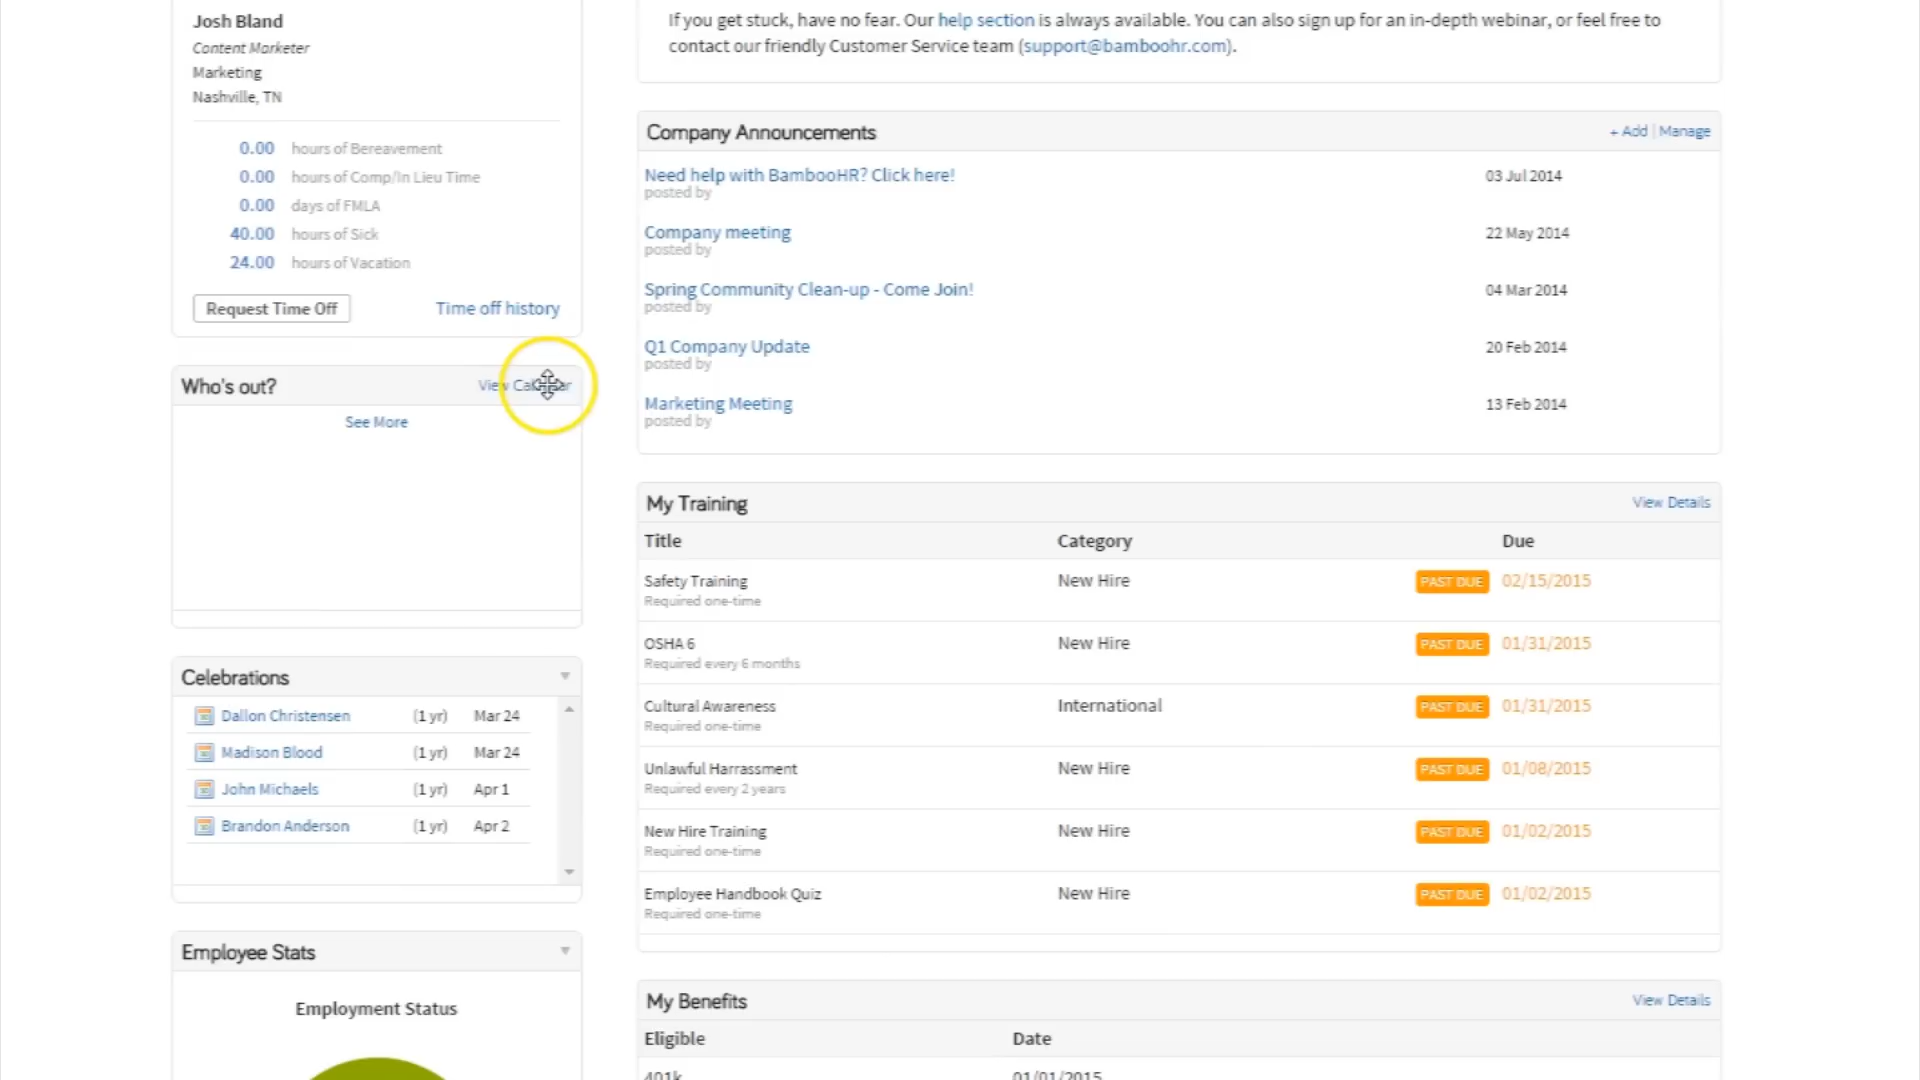 Josh Bland
Content Marketer
Marketing
Nashville, TN
0.00 hours of Bereavement
0.00 hours of Comp/In Lieu Time
0.00 days of FMLA
40.00 hours of Sick
24.00 hours of Vacation
Request Time Off
Time off history
Who's out?
View Calendar
See More
Celebrations
Dallon Christensen (1 yr) Mar 24
Madison Blood (1 yr) Mar 24
John Michaels (1 yr) Apr 1
Brandon Anderson (1 yr) Apr 2
Employee Stats
Employment Status
If you get stuck, have no fear. Our help section is always available. You can also sign up for an in-depth webinar, or feel free to
contact our friendly Customer Service team (support@bamboohr.com).
Company Announcements
+ Add | Manage
Need help with BambooHR? Click here! 03 Jul 2014
posted by
Company meeting 22 May 2014
posted by
Spring Community Clean-up - Come Join! 04 Mar 2014
posted by
Q1 Company Update 20 Feb 2014
posted by
Marketing Meeting 13 Feb 2014
posted by
My Training
View Details
Title Category Due
Safety Training New Hire PAST DUE 02/15/2015
Required one-time
OSHA 6 New Hire PAST DUE 01/31/2015
Required every 6 months
Cultural Awareness International PAST DUE 01/31/2015
Required one-time
Unlawful Harrassment New Hire PAST DUE 01/08/2015
Required every 2 years
New Hire Training New Hire PAST DUE 01/02/2015
Required one-time
Employee Handbook Quiz New Hire PAST DUE 01/02/2015
Required one-time
My Benefits
View Details
Eligible Date
401k 01/01/2015